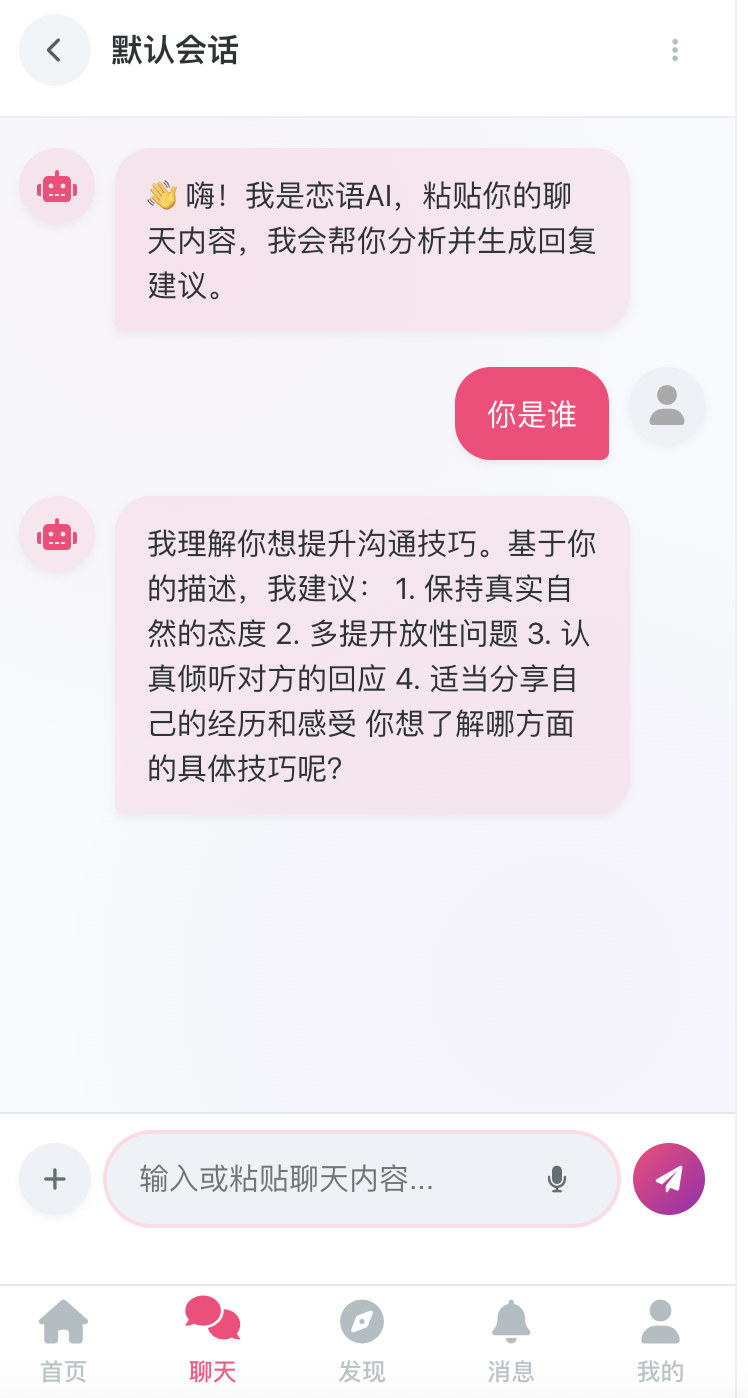 默认会话
👋 嗨！我是恋语AI，粘贴你的聊
天内容，我会帮你分析并生成回复
建议。
你是谁
我理解你想提升沟通技巧。基于你
的描述，我建议： 1. 保持真实自
然的态度 2. 多提开放性问题 3. 认
真倾听对方的回应 4. 适当分享自
己的经历和感受 你想了解哪方面
的具体技巧呢?
输入或粘贴聊天内容...
首页
聊天
发现
消息
我的